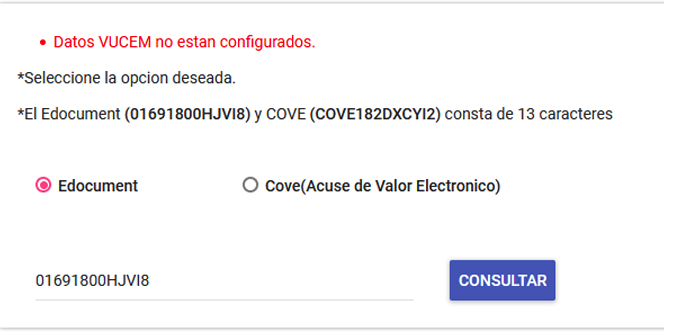 Datos VUCEM no estan configurados.
*Seleccione la opcion deseada.
*El Edocument (01691800HJVI8) y COVE (COVE182DXCYI2) consta de 13 caracteres
Edocument
Cove(Acuse de Valor Electronico)
01691800HJVI8
CONSULTAR